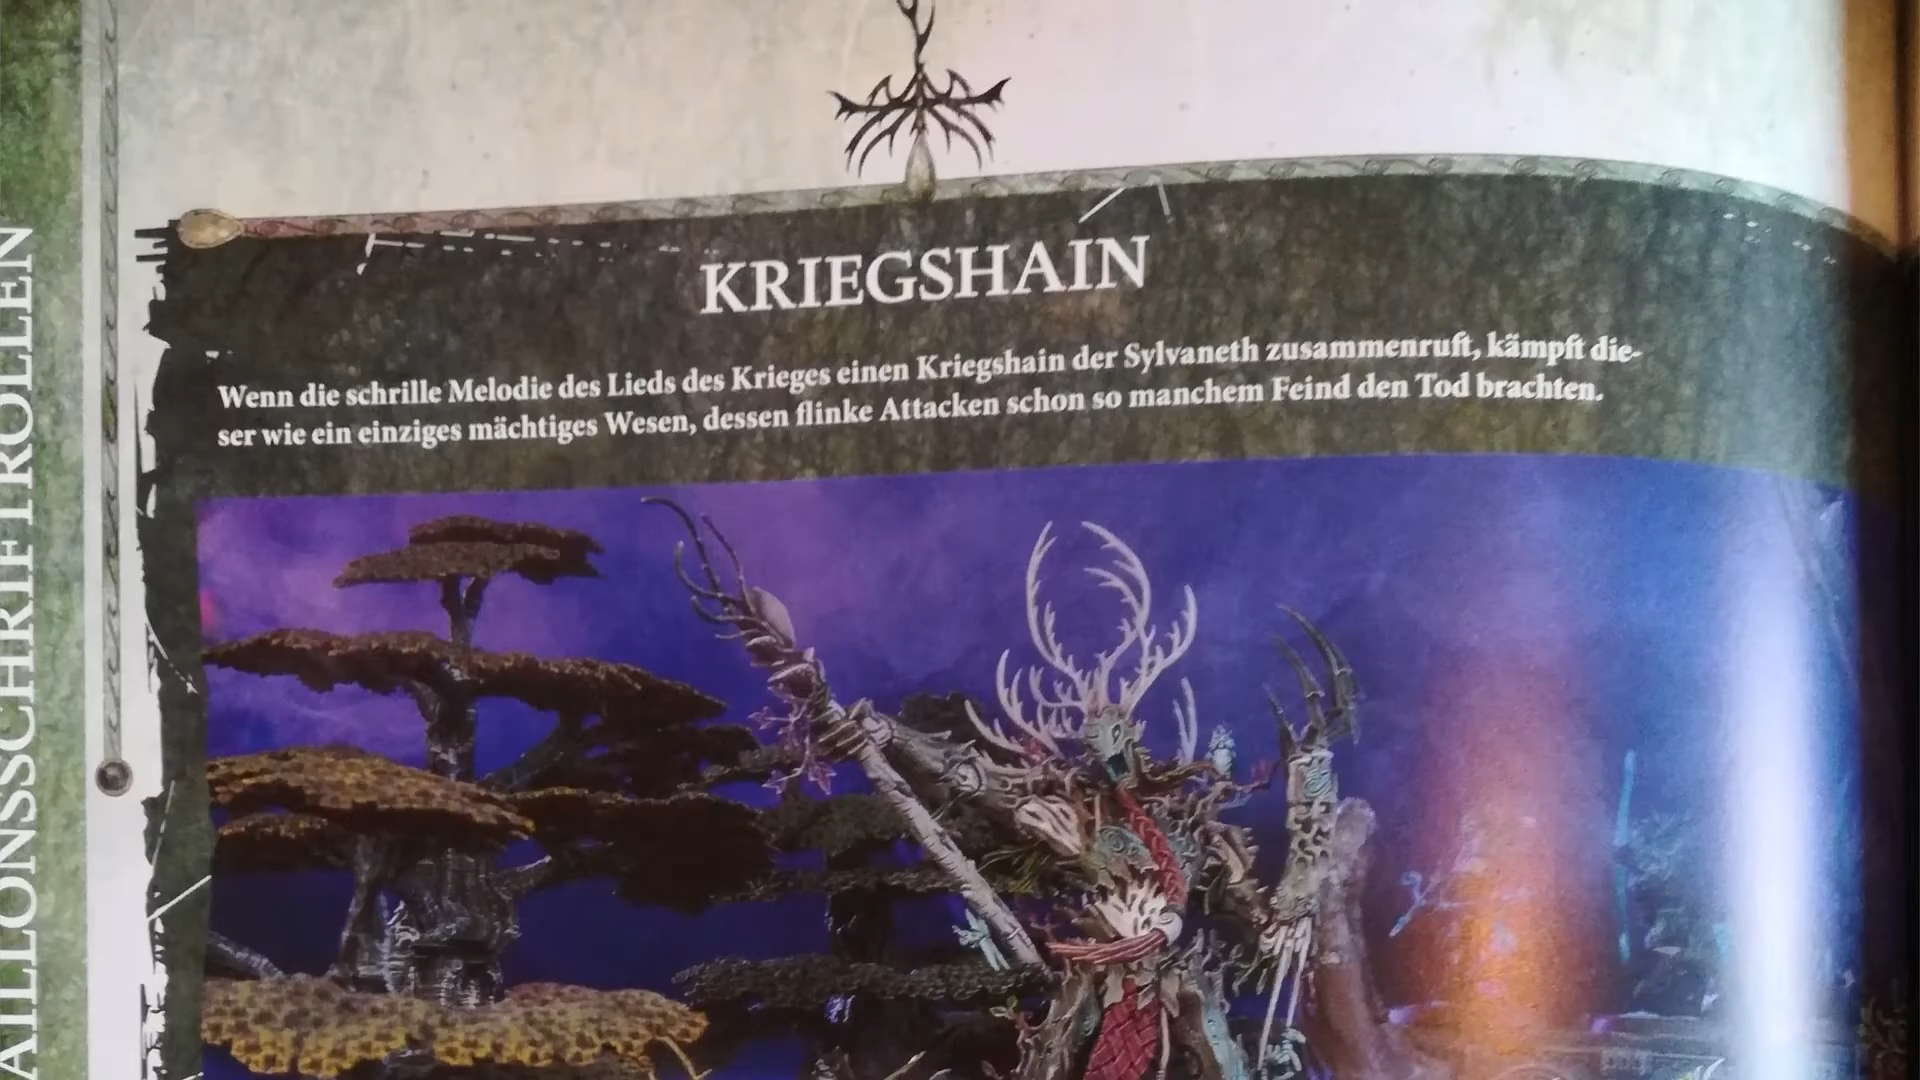 KRIEGSHAIN
Wenn die schrille Melodie des Lieds des Krieges einen Kriegshain der Sylvaneth zusammenruft, kämpft die-
ser wie ein einziges mächtiges Wesen, dessen flinke Attacken schon so manchem Feind den Tod brachten.
AILLONSSCHRIFTROLLEN